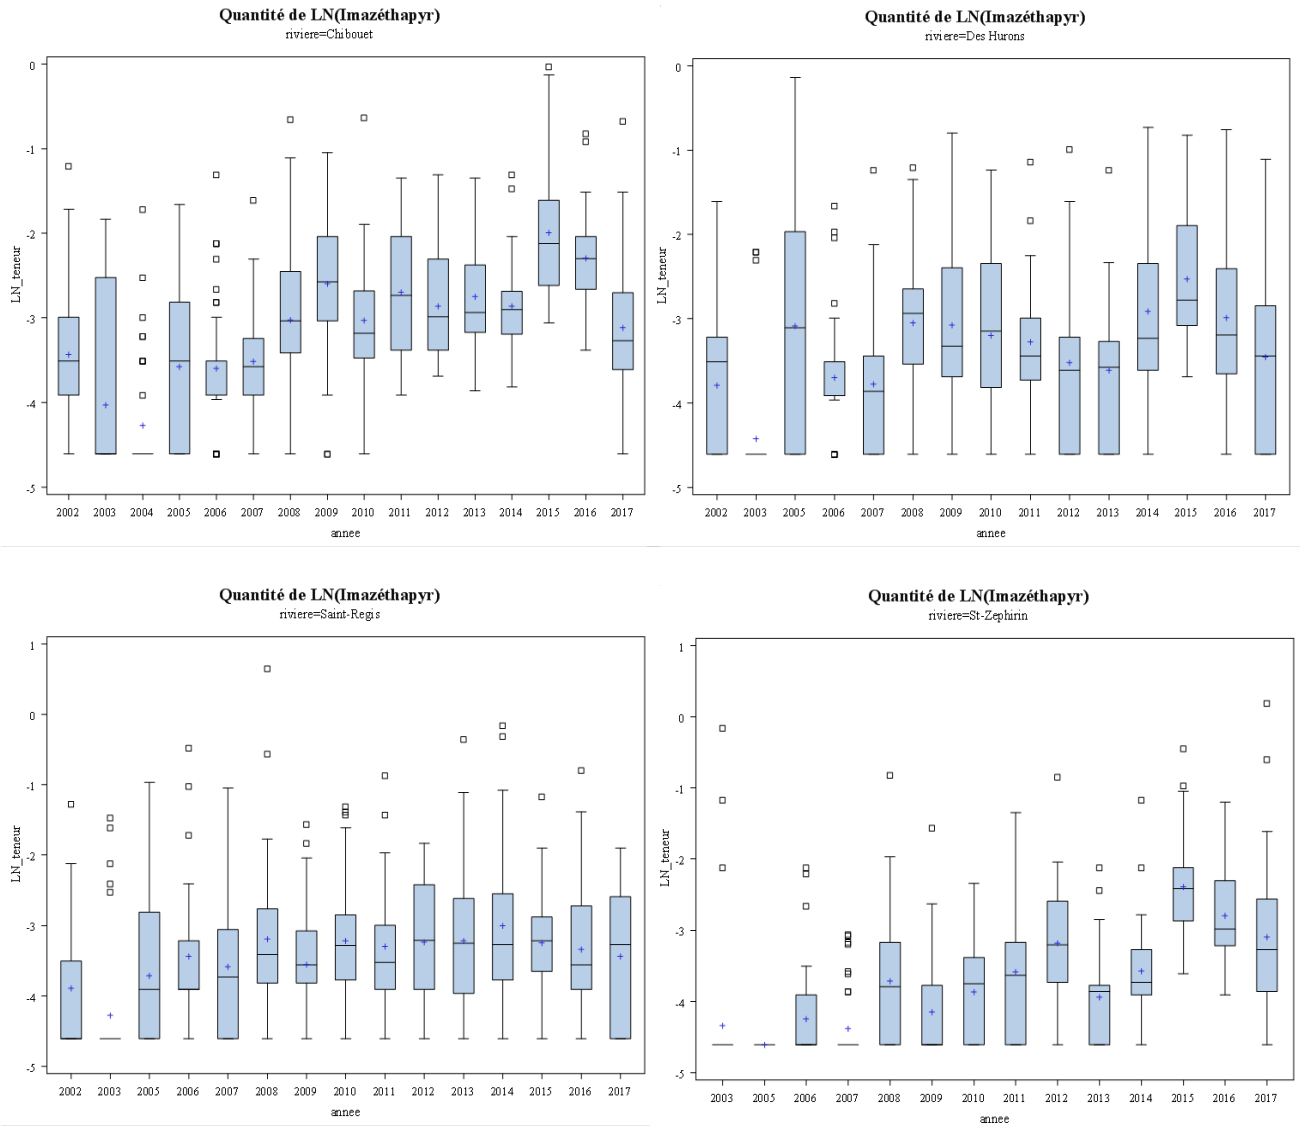 Quantité de LN(Imazéthapyr)
riviere=Chibouet
LN_teneur
0
-1
-2
-3
-4
-5
2002 2003 2004 2005 2006 2007 2008 2009 2010 2011 2012 2013 2014 2015 2016 2017
annee
Quantité de LN(Imazéthapyr)
riviere=Des Hurons
LN_teneur
0
-1
-2
-3
-4
-5
2002 2003 2005 2006 2007 2008 2009 2010 2011 2012 2013 2014 2015 2016 2017
annee
Quantité de LN(Imazéthapyr)
riviere=Saint-Regis
LN_teneur
1
0
-1
-2
-3
-4
-5
2002 2003 2005 2006 2007 2008 2009 2010 2011 2012 2013 2014 2015 2016 2017
annee
Quantité de LN(Imazéthapyr)
riviere=St-Zephirin
LN_teneur
1
0
-1
-2
-3
-4
-5
2003 2005 2006 2007 2008 2009 2010 2011 2012 2013 2014 2015 2016 2017
annee